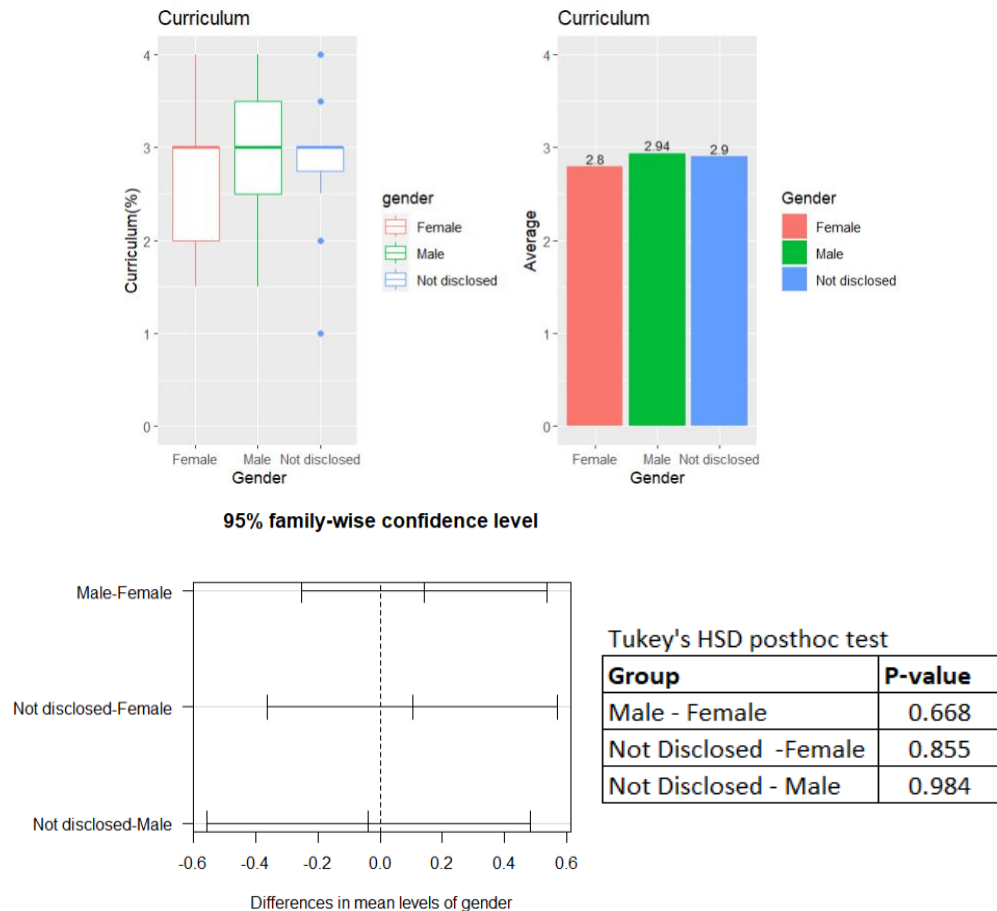 Curriculum
4
3
2
1
0
Curriculum(%)
Female Male Not disclosed
Gender
gender
Female
Male
Not disclosed
Curriculum
4
3
2
1
0
Average
2.8 2.94 2.9
Female Male Not disclosed
Gender
Gender
Female
Male
Not disclosed
95% family-wise confidence level
Male-Female
Not disclosed-Female
Not disclosed-Male
-0.6 -0.4 -0.2 0.0 0.2 0.4 0.6
Differences in mean levels of gender
Tukey's HSD posthoc test
Group P-value
Male - Female 0.668
Not Disclosed -Female 0.855
Not Disclosed - Male 0.984